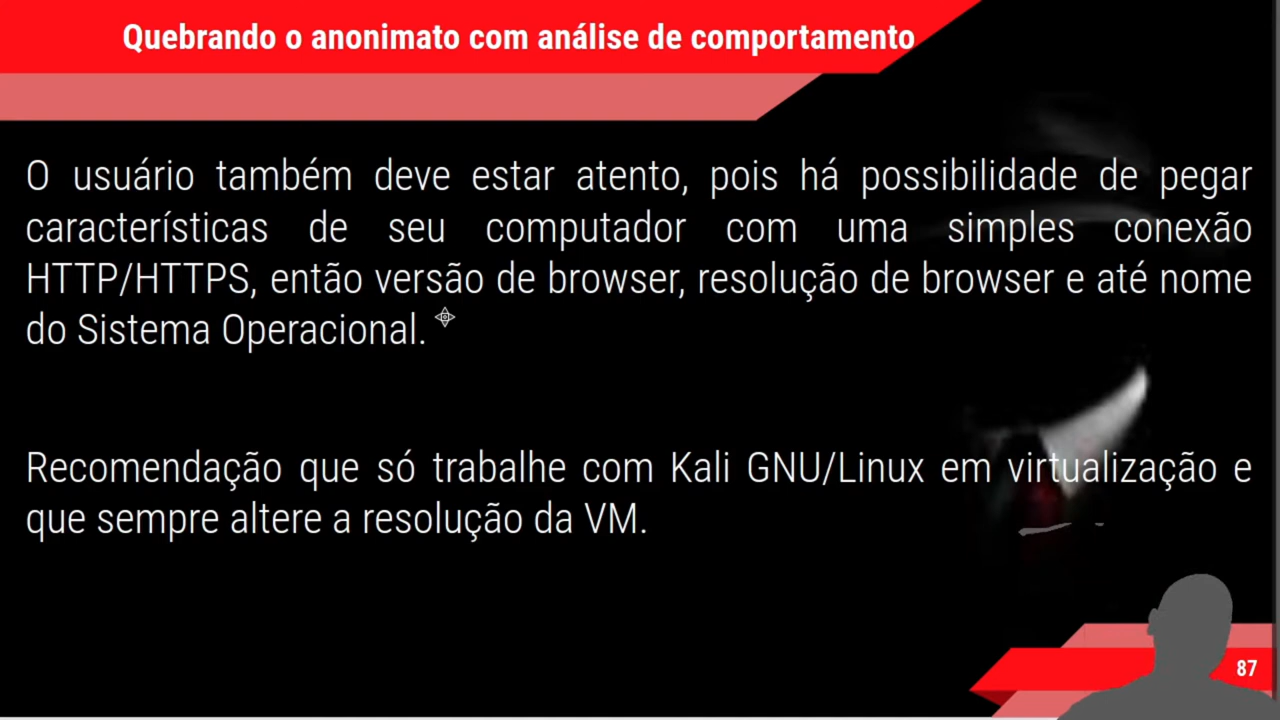 Quebrando o anonimato com análise de comportamento
O usuário também deve estar atento, pois há possibilidade de pegar
características de seu computador com uma simples conexão
HTTP/HTTPS, então versão de browser, resolução de browser e até nome
do Sistema Operacional.
Recomendação que só trabalhe com Kali GNU/Linux em virtualização e
que sempre altere a resolução da VM.
87